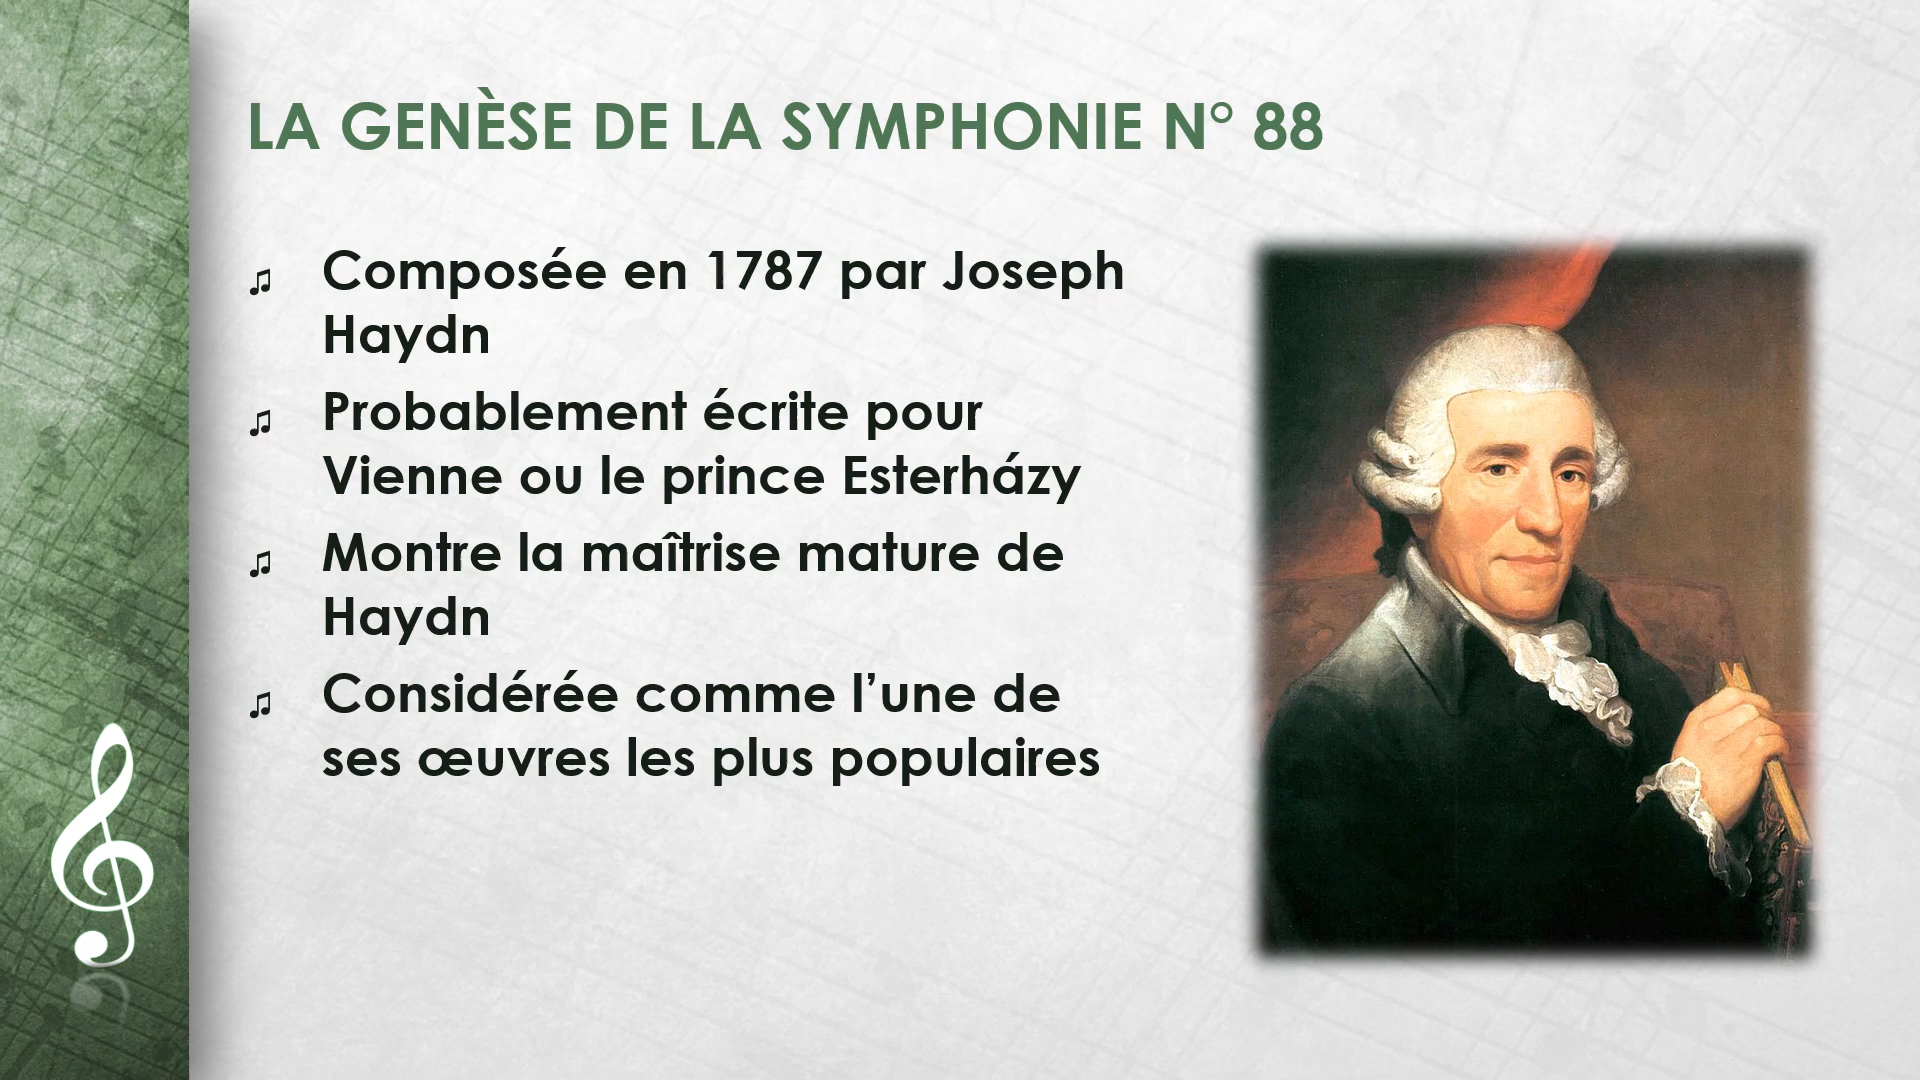 LA GENÈSE DE LA SYMPHONIE N° 88
♫ Composée en 1787 par Joseph
Haydn
♫ Probablement écrite pour
Vienne ou le prince Esterházy
♫ Montre la maîtrise mature de
Haydn
♫ Considérée comme l’une de
ses œuvres les plus populaires